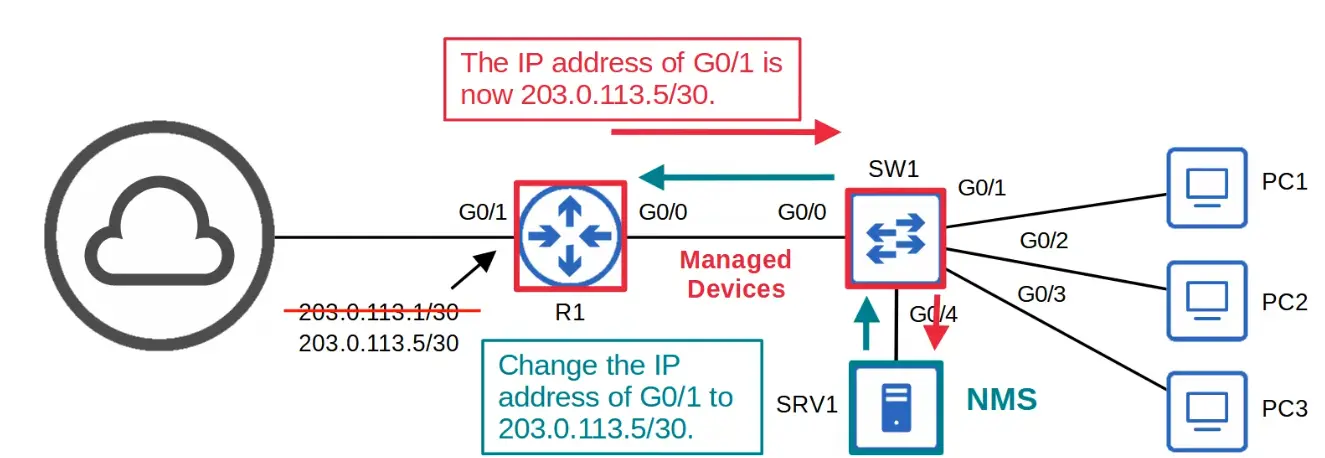 The IP address of G0/1 is
now 203.0.113.5/30.
SW1
G0/1
PC1
G0/1
G0/0
G0/0
G0/2
Managed
Devices
G0/3
PC2
203.0.113.1/30
R1
G0/4
203.0.113.5/30
Change the IP
address of G0/1 to
203.0.113.5/30.
SRV1
NMS
PC3